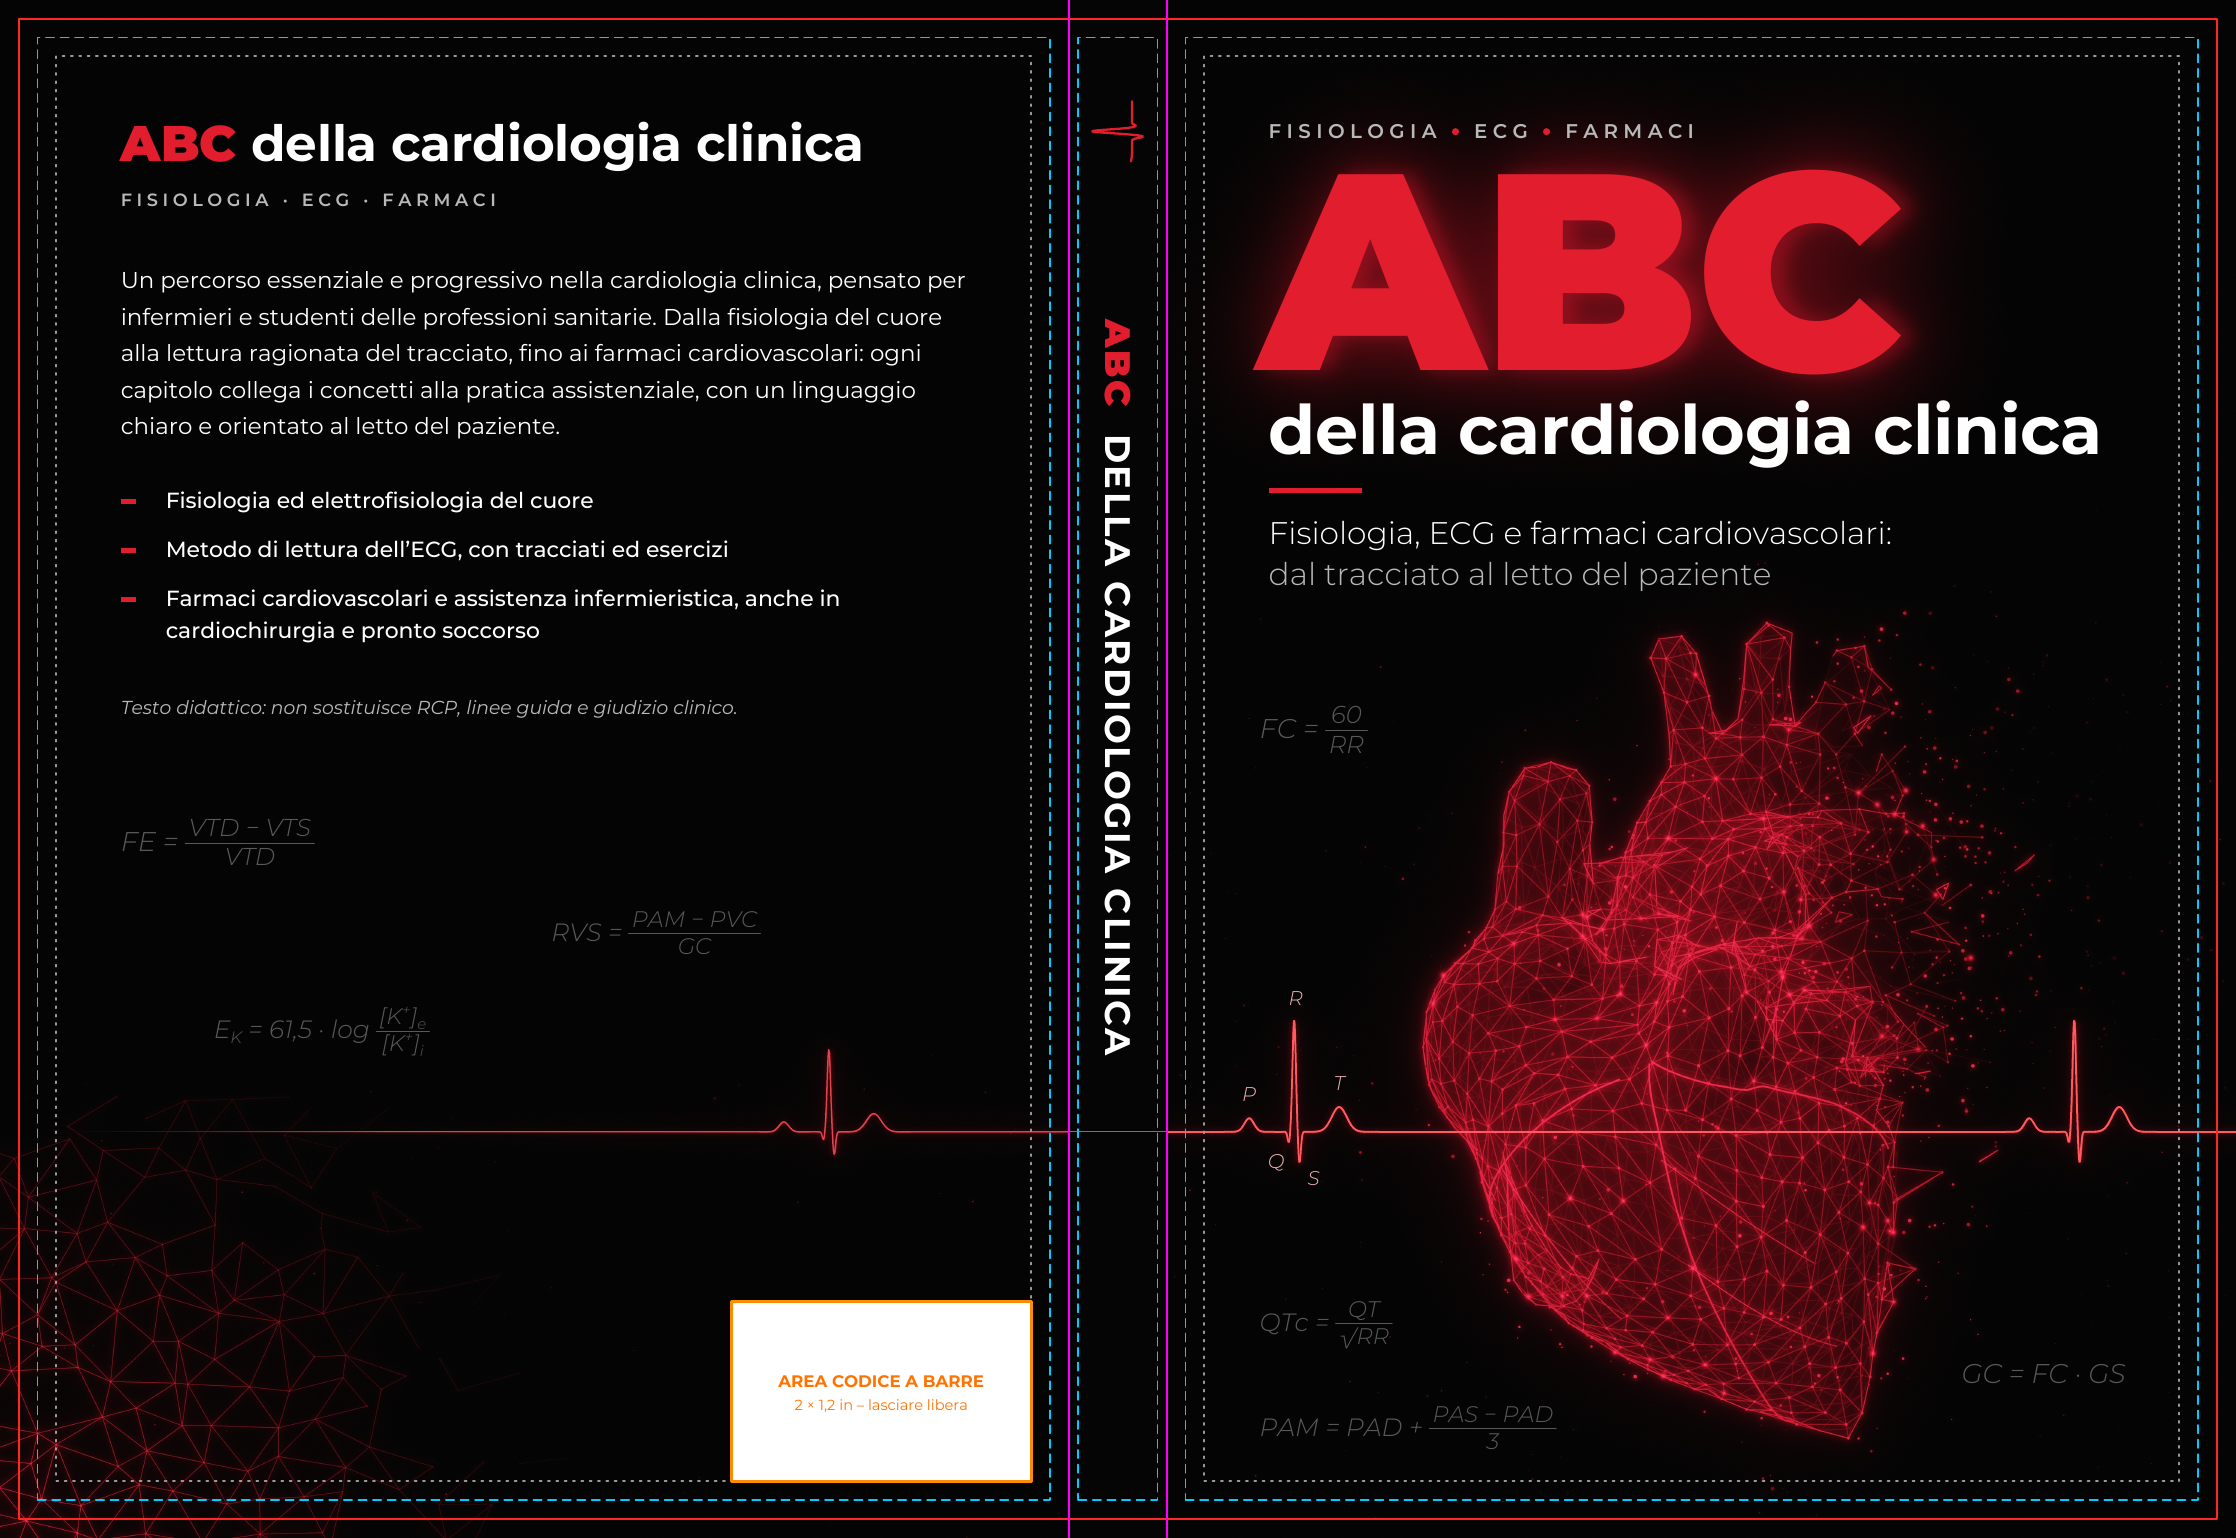 ABC della cardiologia clinica
FISIOLOGIA · ECG · FARMACI
Un percorso essenziale e progressivo nella cardiologia clinica, pensato per
infermieri e studenti delle professioni sanitarie. Dalla fisiologia del cuore
alla lettura ragionata del tracciato, fino ai farmaci cardiovascolari: ogni
capitolo collega i concetti alla pratica assistenziale, con un linguaggio
chiaro e orientato al letto del paziente.
Fisiologia ed elettrofisiologia del cuore
Metodo di lettura dell’ECG, con tracciati ed esercizi
Farmaci cardiovascolari e assistenza infermieristica, anche in
cardiochirurgia e pronto soccorso
Testo didattico: non sostituisce RCP, linee guida e giudizio clinico.
FE = VTD − VTS / VTD
RVS = PAM − PVC / GC
E_K = 61,5 · log [K⁺]_e / [K⁺]_i
AREA CODICE A BARRE
2 × 1,2 in – lasciare libera
ABC DELLA CARDIOLOGIA CLINICA
FISIOLOGIA • ECG • FARMACI
ABC
della cardiologia clinica
Fisiologia, ECG e farmaci cardiovascolari:
dal tracciato al letto del paziente
FC = 60 / RR
R
P
T
Q
S
QTc = QT / √RR
GC = FC · GS
PAM = PAD + PAS − PAD / 3